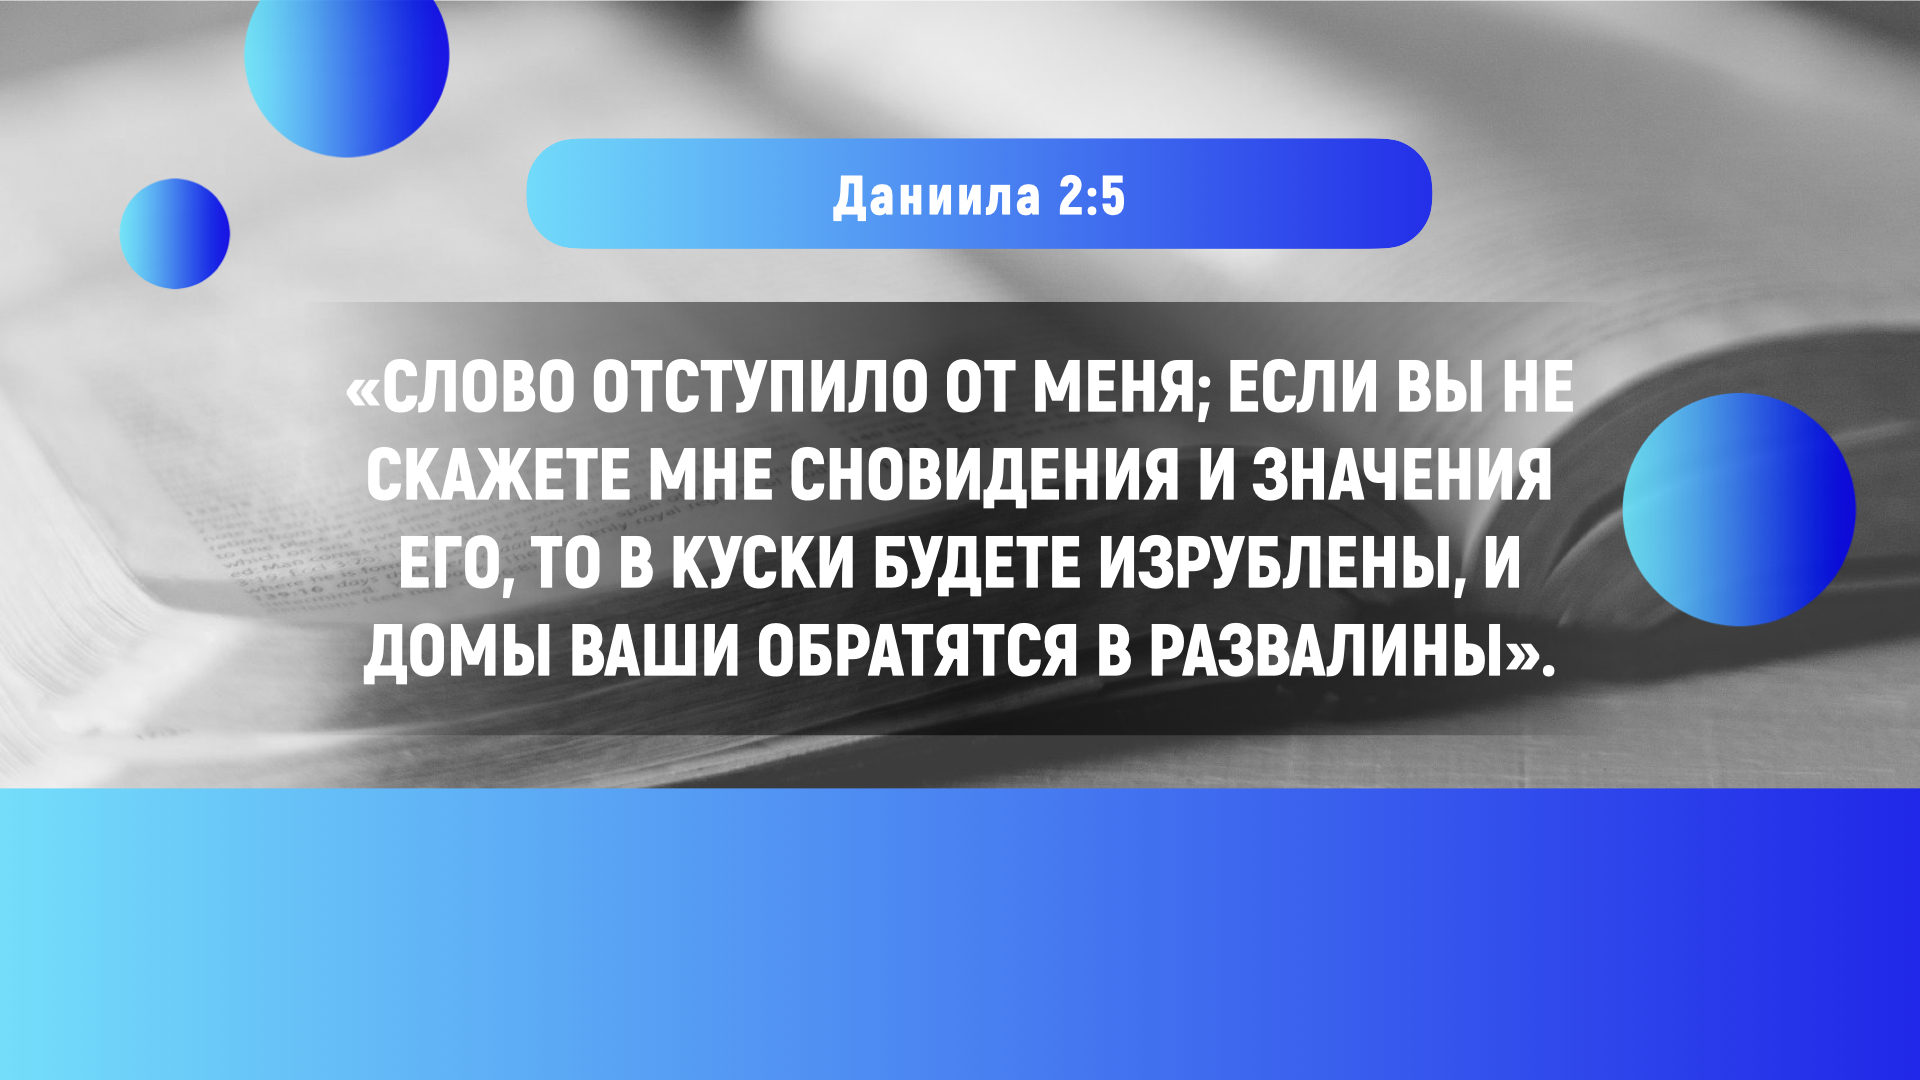 Даниила 2:5
«СЛОВО ОТСТУПИЛО ОТ МЕНЯ; ЕСЛИ ВЫ НЕ
СКАЖЕТЕ МНЕ СНОВИДЕНИЯ И ЗНАЧЕНИЯ
ЕГО, ТО В КУСКИ БУДЕТЕ ИЗРУБЛЕНЫ, И
ДОМЫ ВАШИ ОБРАТЯТСЯ В РАЗВАЛИНЫ».